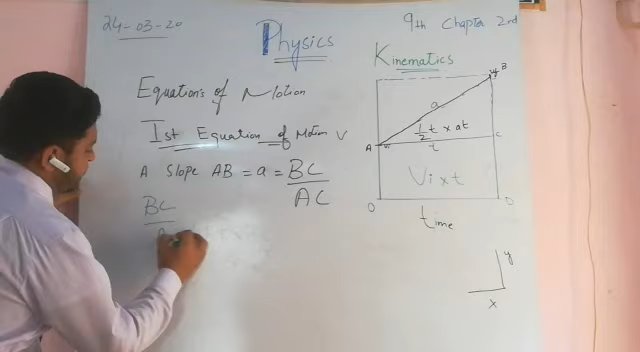 24-03-20
9th Chapter 2nd
Physics
Kinematics
Equations of Motion
Ist Equation of Motion V
A Slope AB = a = BC
AC
BC
B
a
1/2 t × at
A
t
C
Vi × t
O
D
time
y
x